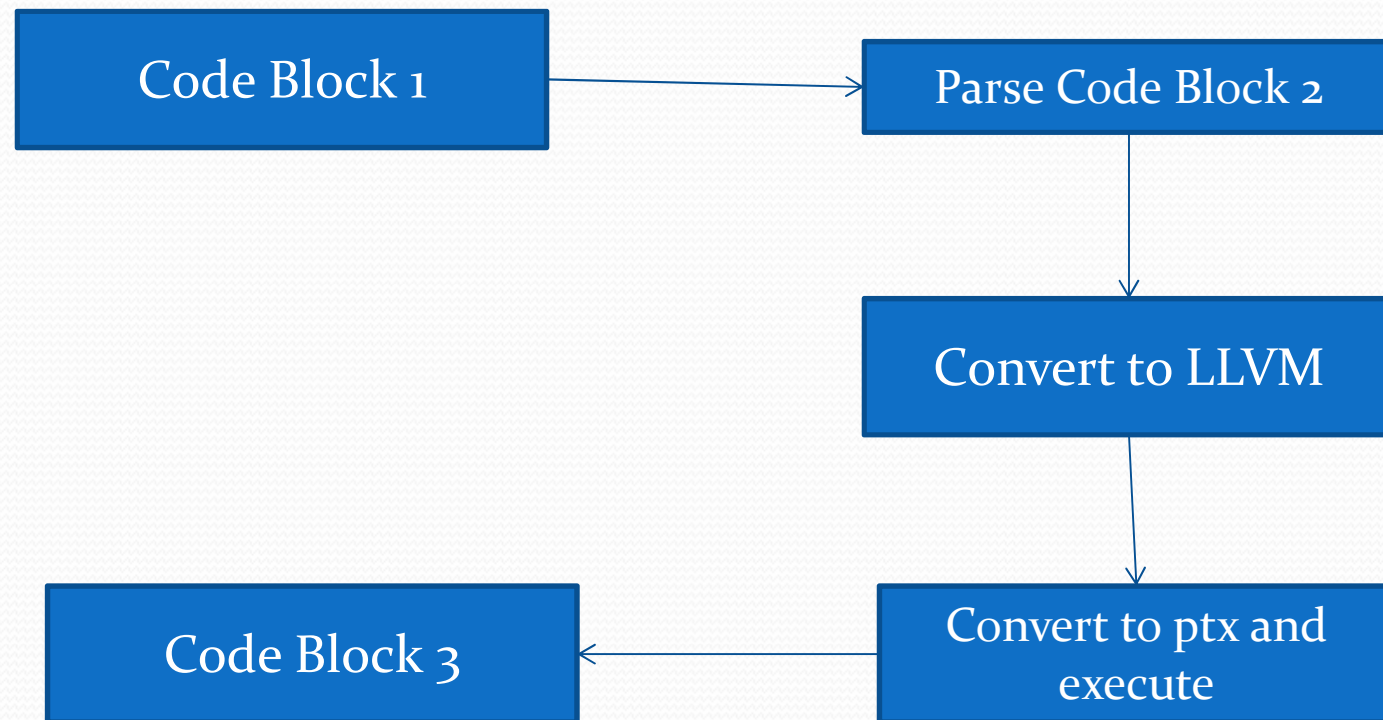 Code Block 1
Parse Code Block 2
Convert to LLVM
Convert to ptx and
execute
Code Block 3